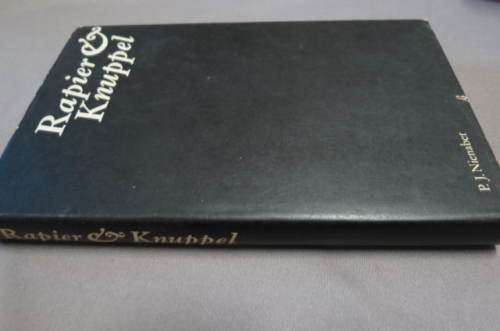 Rapier &
Knuppel
P. J. Nienaber
Rapier & Knuppel